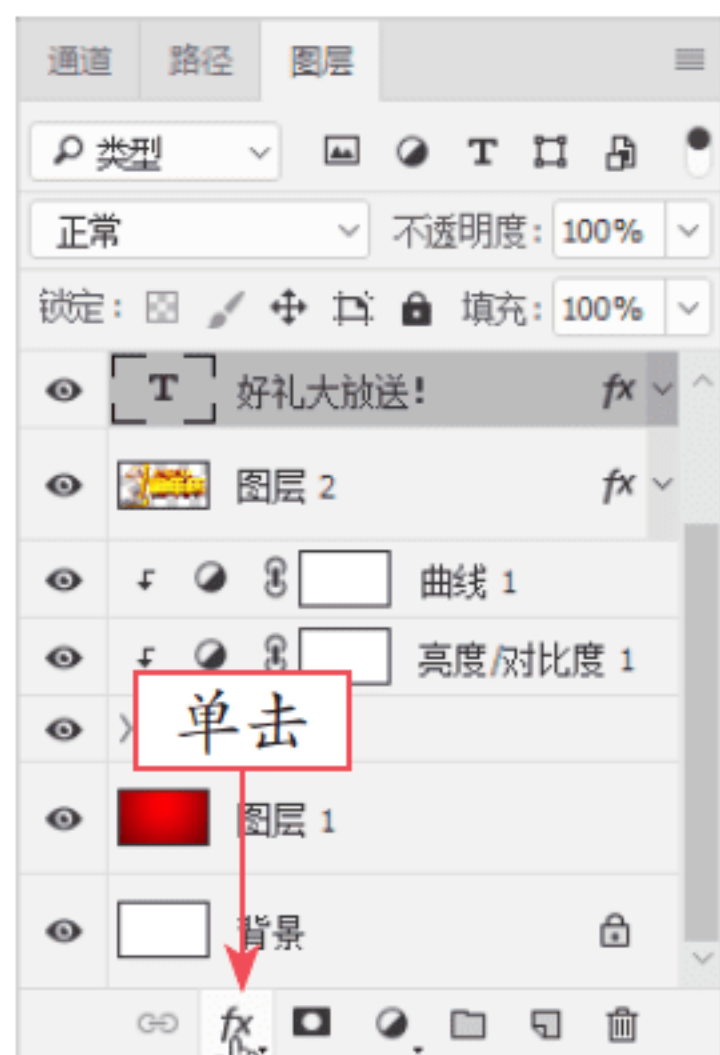 通道 路径 图层
类型
正常 不透明度: 100%
锁定: 填充: 100%
T 好礼大放送! fx
图层 2 fx
曲线 1
亮度/对比度 1
单击
图层 1
背景
fx